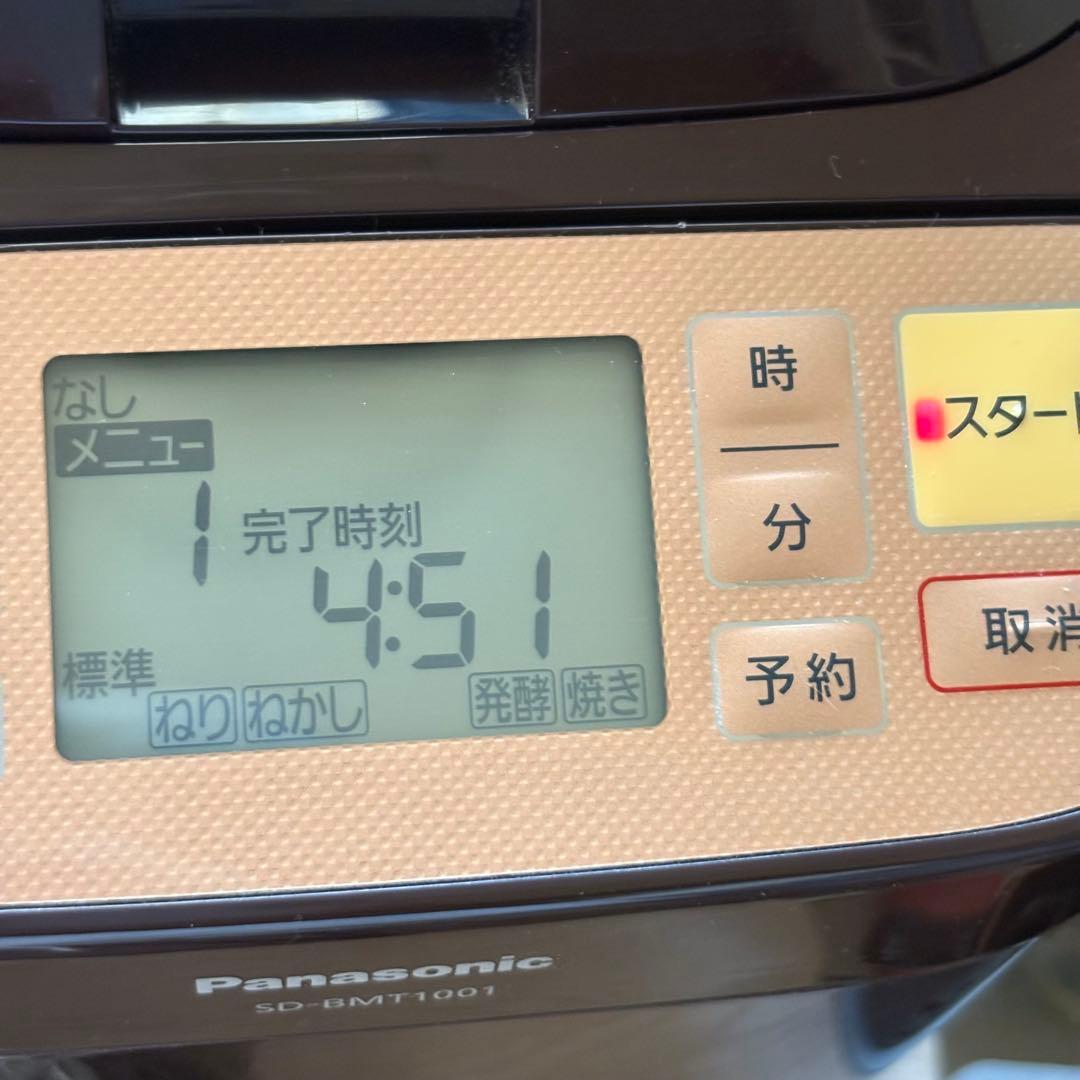 なし
メニュー
1
完了時刻
4:51
標準
ねり ねかし 発酵 焼き
時
分
予約
スタート
取消
Panasonic
SD-BMT1001